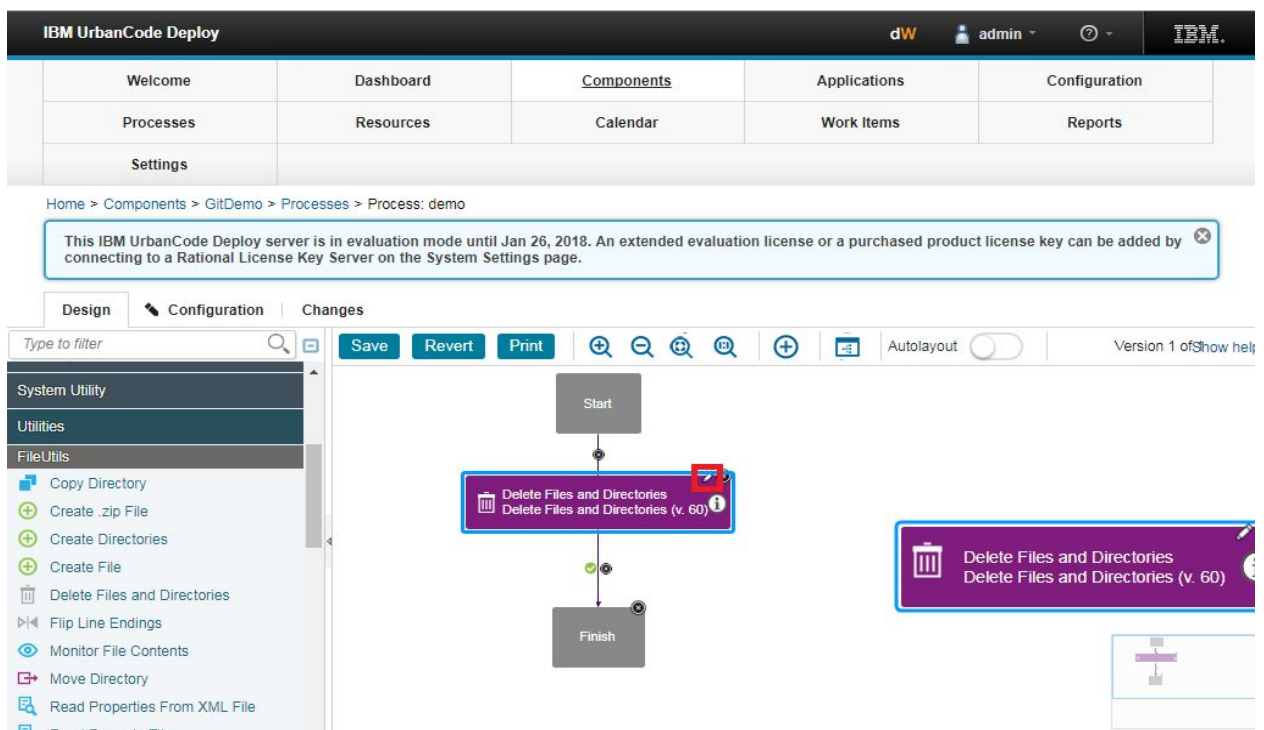 IBM UrbanCode Deploy dW admin IBM.
Welcome Dashboard Components Applications Configuration
Processes Resources Calendar Work Items Reports
Settings
Home > Components > GitDemo > Processes > Process: demo
This IBM UrbanCode Deploy server is in evaluation mode until Jan 26, 2018. An extended evaluation license or a purchased product license key can be added by
connecting to a Rational License Key Server on the System Settings page.
Design Configuration Changes
Type to filter
Save Revert Print Autolayout Version 1 of Show help
System Utility
Utilities
FileUtils
Copy Directory
Create .zip File
Create Directories
Create File
Delete Files and Directories
Flip Line Endings
Monitor File Contents
Move Directory
Read Properties From XML File
Start
Delete Files and Directories
Delete Files and Directories (v. 60)
Finish
Delete Files and Directories
Delete Files and Directories (v. 60)